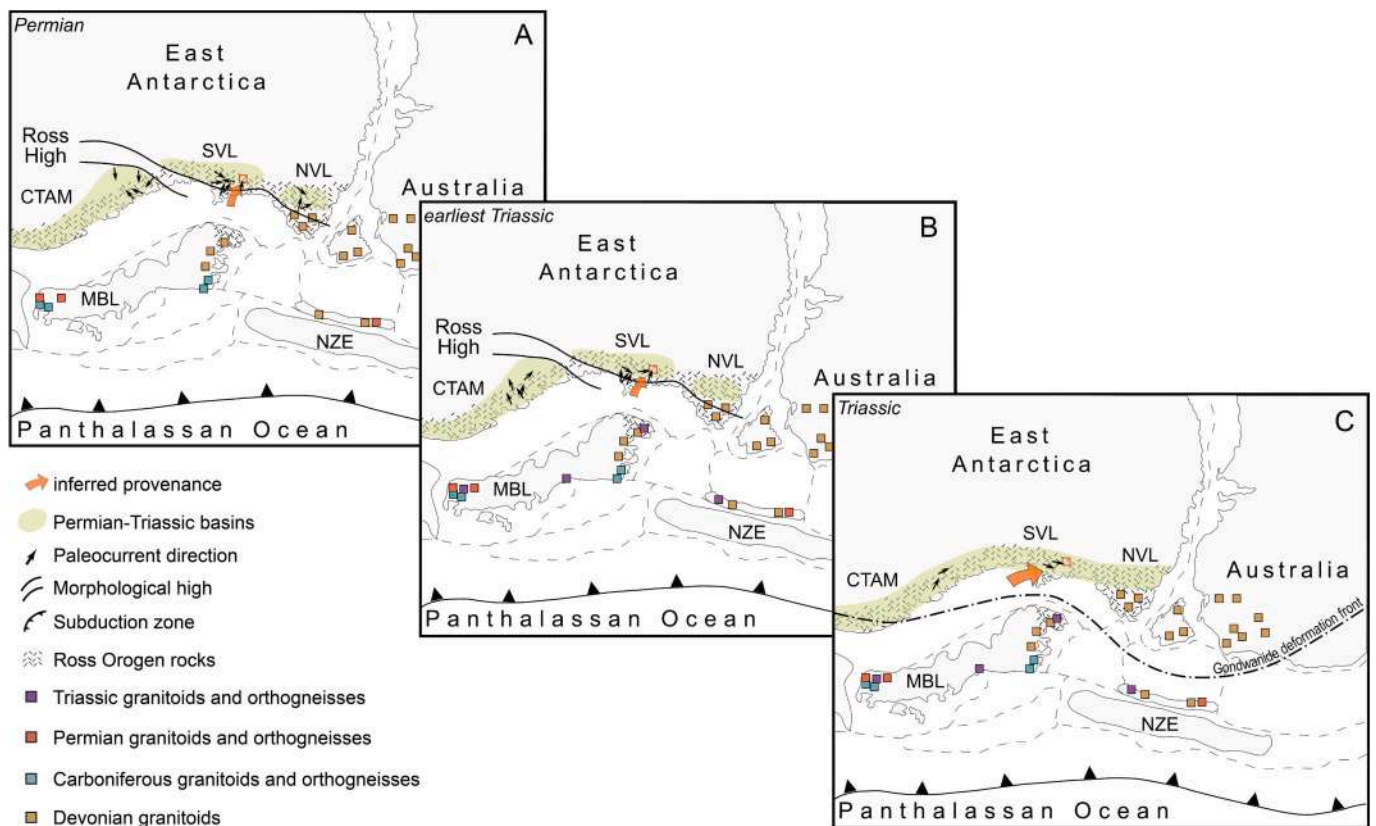 Permian
A
East
Antarctica
Ross
High
SVL
NVL
CTAM
Australia
MBL
NZE
Panthalassan Ocean
earliest Triassic
B
East
Antarctica
Ross
High
SVL
NVL
CTAM
Australia
MBL
NZE
Panthalassan Ocean
Triassic
C
East
Antarctica
SVL
NVL
CTAM
Australia
Gondwanide deformation front
MBL
NZE
Panthalassan Ocean
inferred provenance
Permian-Triassic basins
Paleocurrent direction
Morphological high
Subduction zone
Ross Orogen rocks
Triassic granitoids and orthogneisses
Permian granitoids and orthogneisses
Carboniferous granitoids and orthogneisses
Devonian granitoids